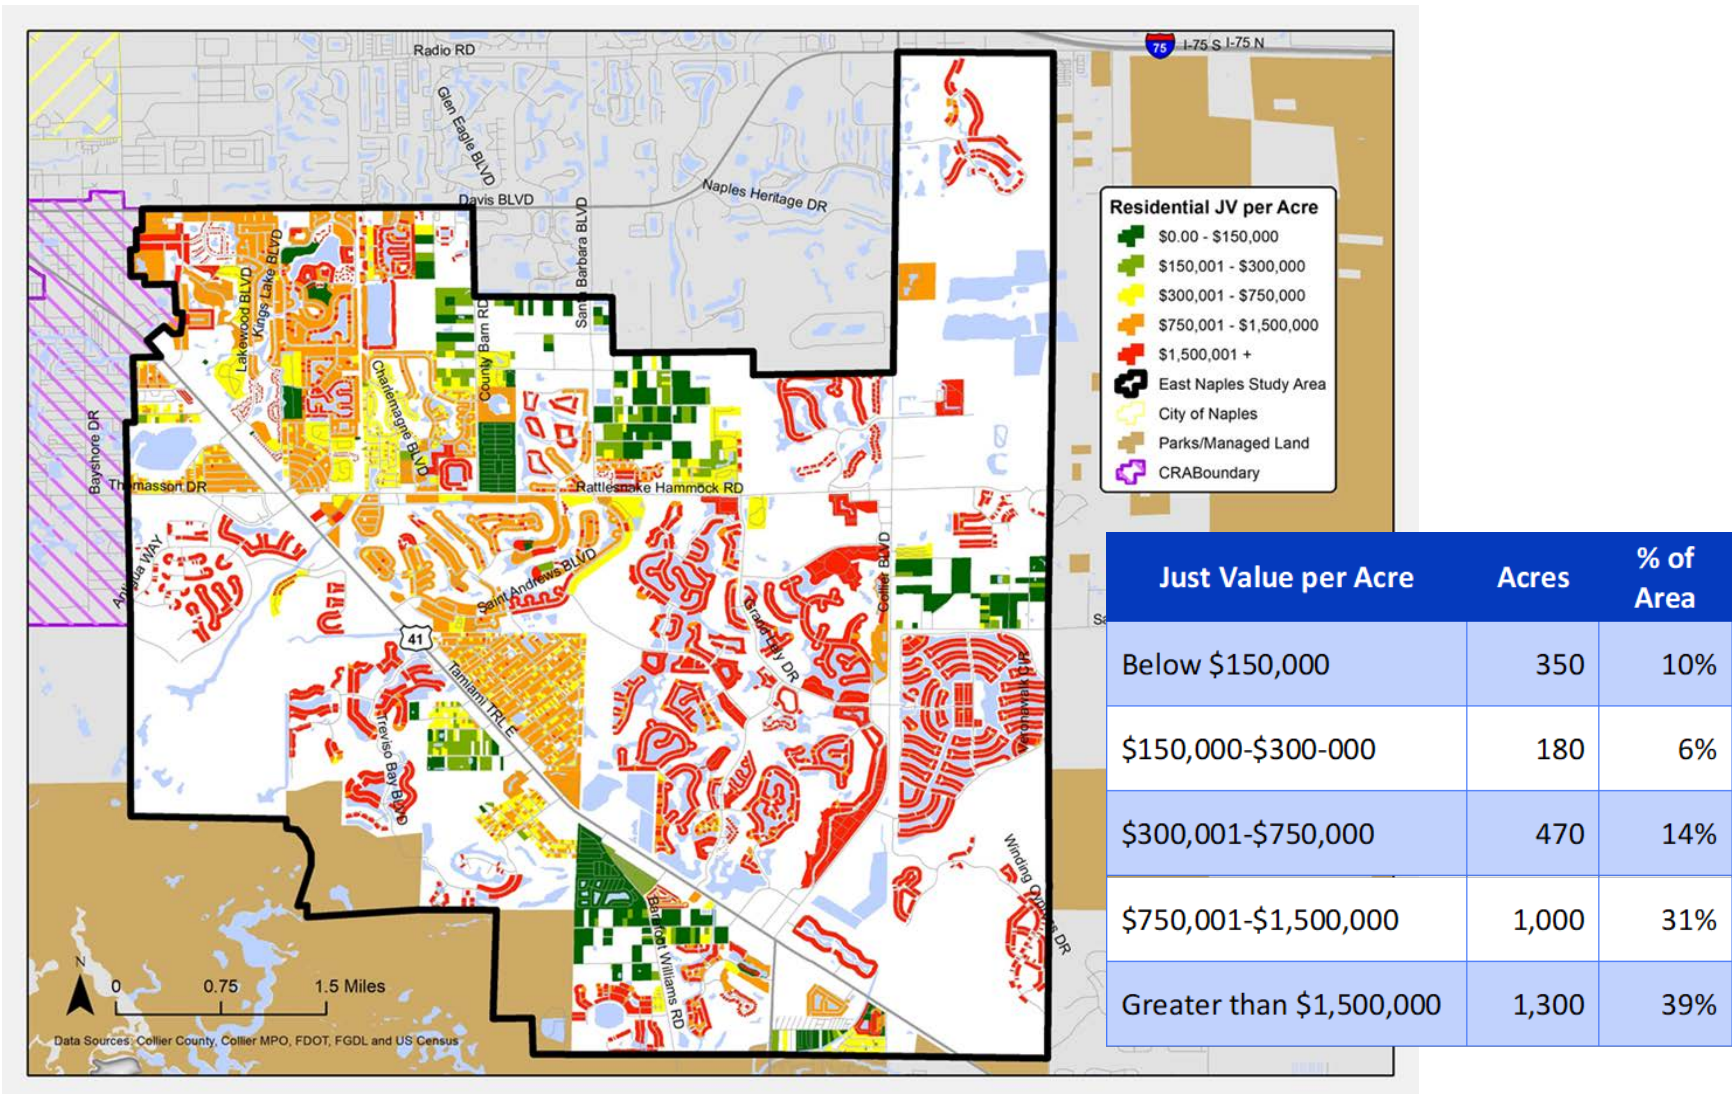 Radio RD
75
I-75 S I-75 N
Glen Eagle BLVD
Davis BLVD
Naples Heritage DR
Santa Barbara BLVD
Lakewood BLVD
Kings Lake BLVD
County Barn RD
Charlemagne BLVD
Bayshore DR
Thomasson DR
Rattlesnake Hammock RD
Antigua WAY
Saint Andrews BLVD
Collier BLVD
Grand Lely DR
41
Tamiami TRL E
Treviso Bay BLVD
Veronawalk CIR
Winding Cypress DR
Barefoot Williams RD
Sa
Residential JV per Acre
$0.00 - $150,000
$150,001 - $300,000
$300,001 - $750,000
$750,001 - $1,500,000
$1,500,001 +
East Naples Study Area
City of Naples
Parks/Managed Land
CRABoundary
N
0 0.75 1.5 Miles
Data Sources: Collier County, Collier MPO, FDOT, FGDL and US Census
Just Value per Acre Acres % of Area
Below $150,000 350 10%
$150,000-$300-000 180 6%
$300,001-$750,000 470 14%
$750,001-$1,500,000 1,000 31%
Greater than $1,500,000 1,300 39%